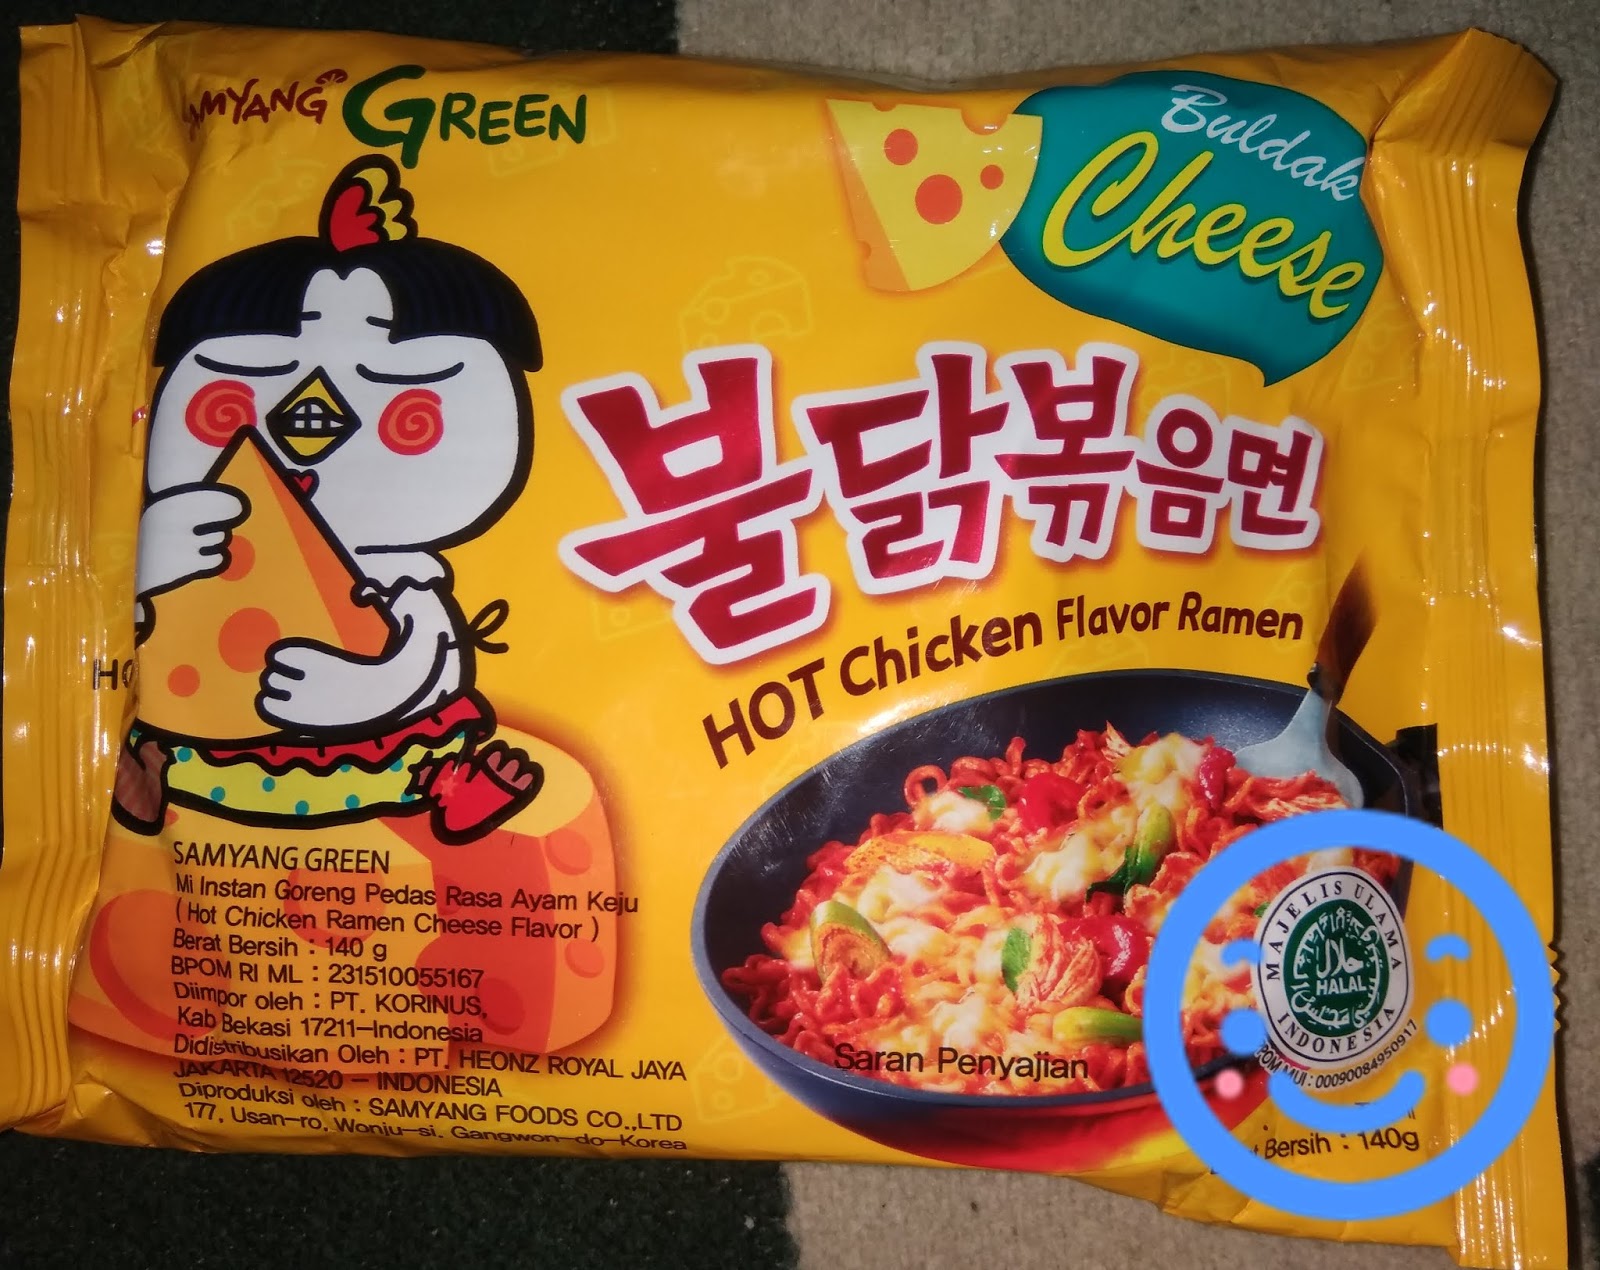 GREEN
Buldak
Cheese
불닭볶음면
HOT Chicken Flavor Ramen
SAMYANG GREEN
Mi Instan Goreng Pedas Rasa Ayam Keju
( Hot Chicken Ramen Cheese Flavor )
Berat Bersih : 140 g
BPOM RI ML : 231510055167
Diimpor oleh : PT. KORINUS,
Kab Bekasi 17211-Indonesia
Didistribusikan Oleh : PT. HEONZ ROYAL JAYA
JAKARTA 12520 - INDONESIA
Diproduksi oleh : SAMYANG FOODS CO.,LTD
177, Usan-ro, Wonju-si, Gangwon-do-Korea
Saran Penyajian
MAJELIS ULAMA
حلال
HALAL
INDONESIA
MUI : 00090084950917
Bersih : 140g